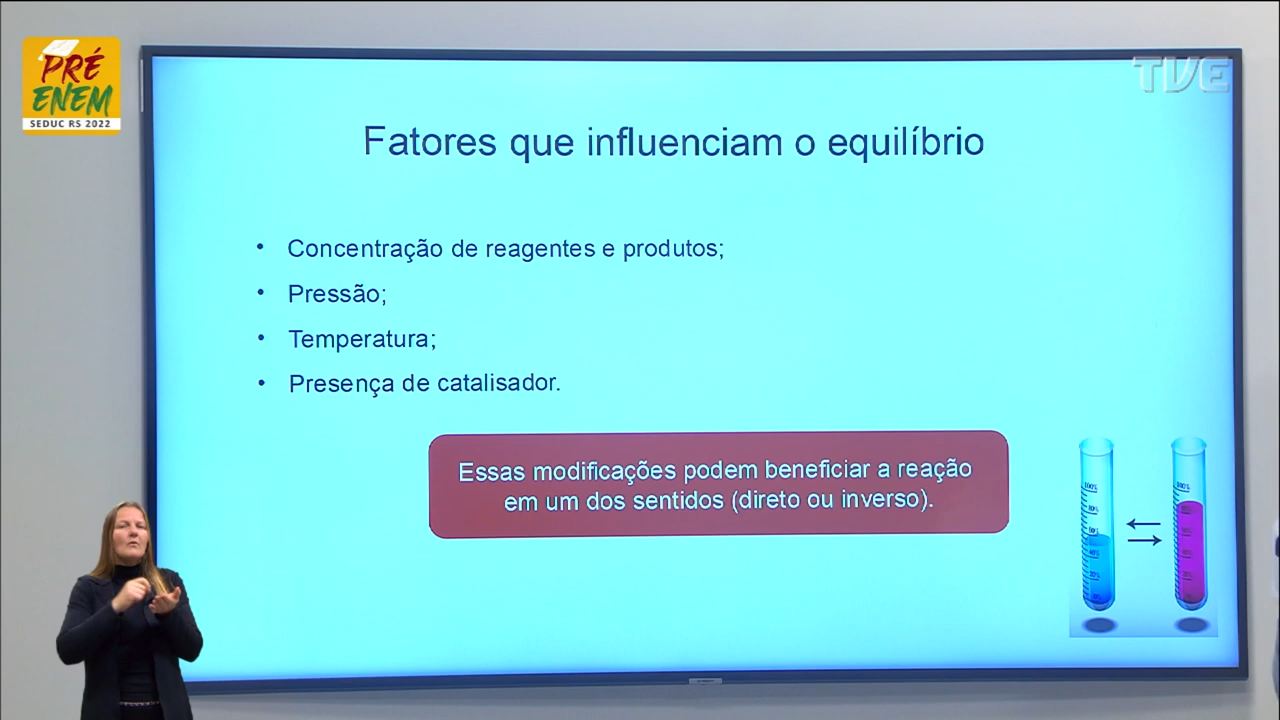 PRÉ
ENEM
SEDUC RS 2022
TVE
Fatores que influenciam o equilíbrio
• Concentração de reagentes e produtos;
• Pressão;
• Temperatura;
• Presença de catalisador.
Essas modificações podem beneficiar a reação
em um dos sentidos (direto ou inverso).